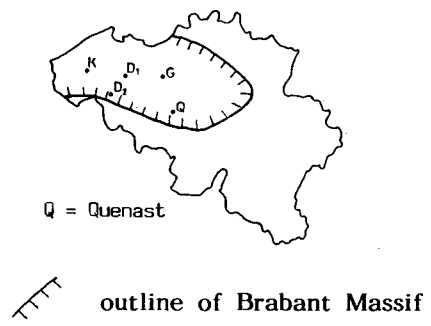 K D₁ G
D₂
Q
Q = Quenast
outline of Brabant Massif